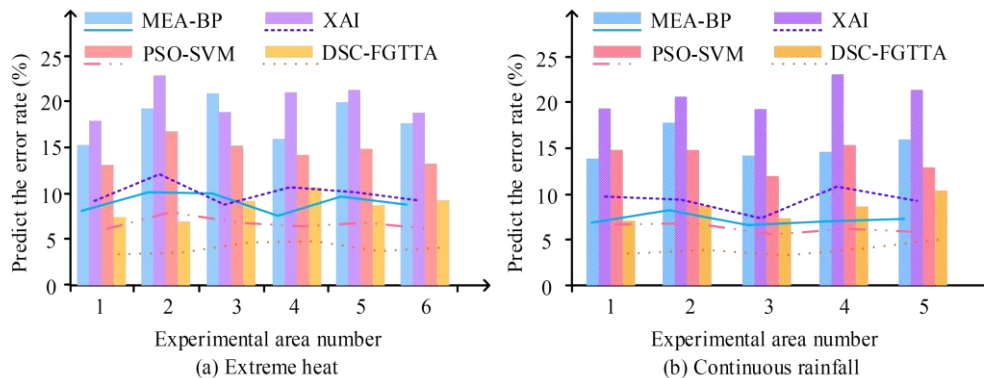 Predict the error rate (%)
25
20
15
10
5
0
MEA-BP
XAI
PSO-SVM
DSC-FGTTA
1 2 3 4 5 6
Experimental area number
(a) Extreme heat
Predict the error rate (%)
25
20
15
10
5
0
MEA-BP
XAI
PSO-SVM
DSC-FGTTA
1 2 3 4 5
Experimental area number
(b) Continuous rainfall